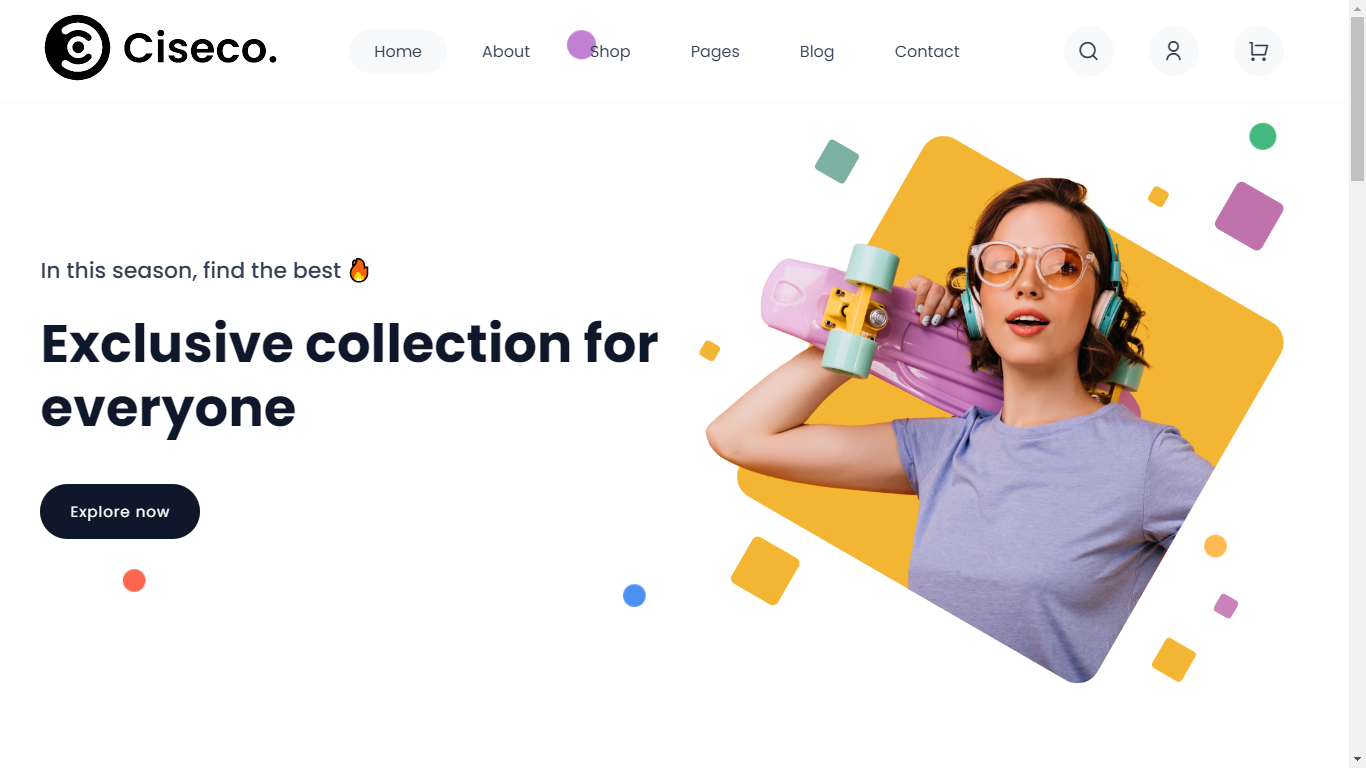 Ciseco.
Home About Shop Pages Blog Contact
In this season, find the best 🔥
Exclusive collection for
everyone
Explore now